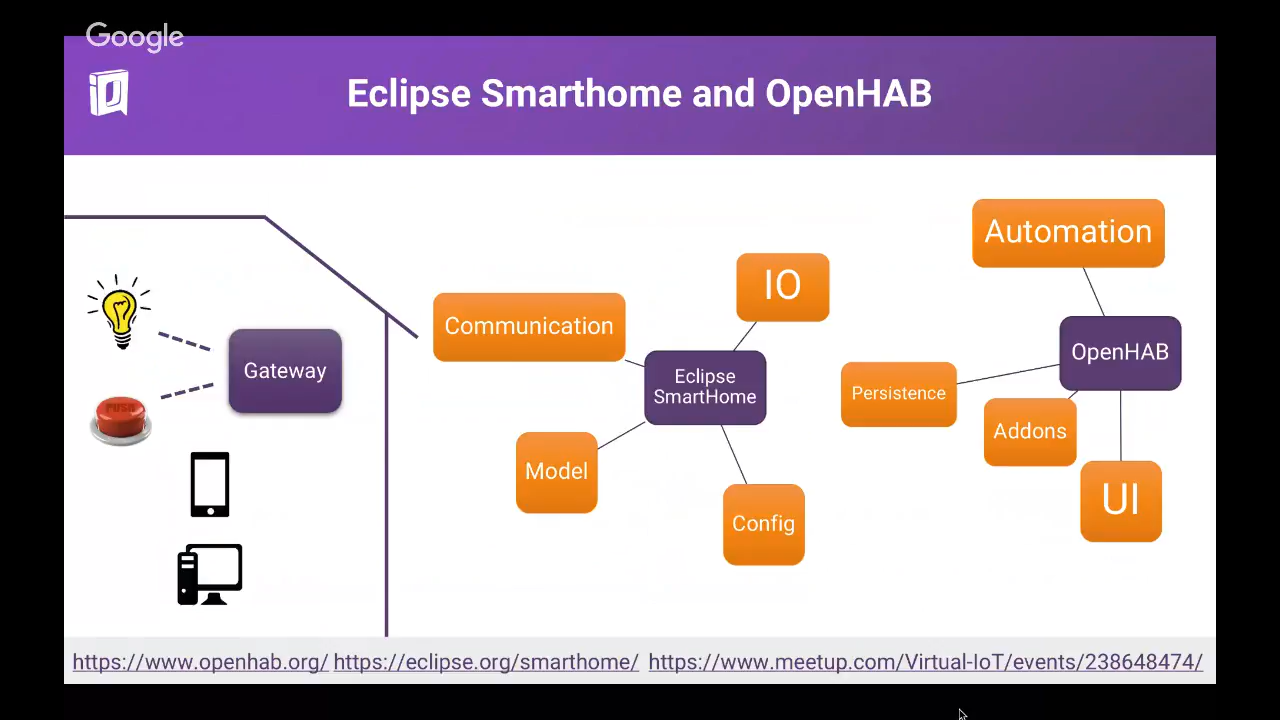 Google
Eclipse Smarthome and OpenHAB
Automation
IO
Communication
OpenHAB
Gateway
PUSH
Eclipse
SmartHome
Persistence
Addons
Model
UI
Config
https://www.openhab.org/ https://eclipse.org/smarthome/ https://www.meetup.com/Virtual-IoT/events/238648474/